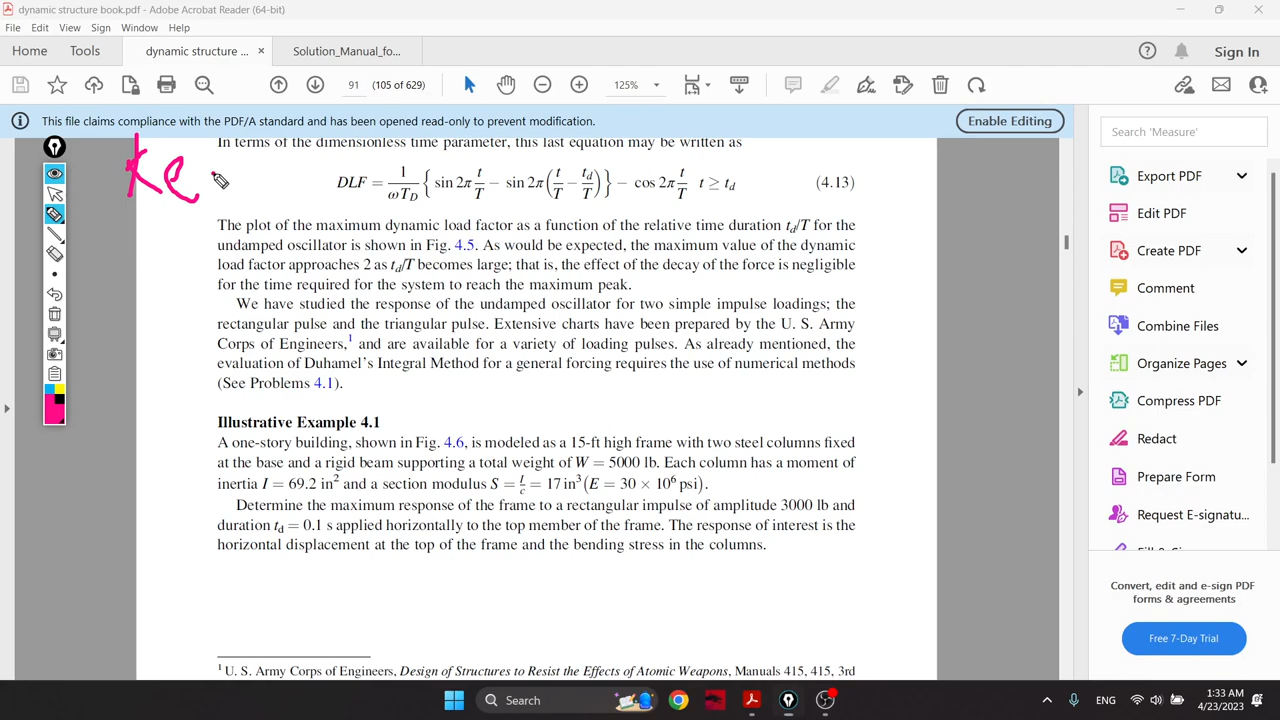 dynamic structure book.pdf - Adobe Acrobat Reader (64-bit)
File Edit View Sign Window Help
Home Tools dynamic structure ... × Solution_Manual_fo... Sign In
91 (105 of 629) 125%
This file claims compliance with the PDF/A standard and has been opened read-only to prevent modification. Enable Editing
Search 'Measure'
In terms of the dimensionless time parameter, this last equation may be written as
ke
DLF = 1/ωT_D { sin 2π t/T − sin 2π(t/T − t_d/T) } − cos 2π t/T t ≥ t_d (4.13)
The plot of the maximum dynamic load factor as a function of the relative time duration t_d/T for the
undamped oscillator is shown in Fig. 4.5. As would be expected, the maximum value of the dynamic
load factor approaches 2 as t_d/T becomes large; that is, the effect of the decay of the force is negligible
for the time required for the system to reach the maximum peak.
We have studied the response of the undamped oscillator for two simple impulse loadings; the
rectangular pulse and the triangular pulse. Extensive charts have been prepared by the U. S. Army
Corps of Engineers,¹ and are available for a variety of loading pulses. As already mentioned, the
evaluation of Duhamel's Integral Method for a general forcing requires the use of numerical methods
(See Problems 4.1).
Illustrative Example 4.1
A one-story building, shown in Fig. 4.6, is modeled as a 15-ft high frame with two steel columns fixed
at the base and a rigid beam supporting a total weight of W = 5000 lb. Each column has a moment of
inertia I = 69.2 in² and a section modulus S = I/c = 17 in³ (E = 30 × 10⁶ psi).
Determine the maximum response of the frame to a rectangular impulse of amplitude 3000 lb and
duration t_d = 0.1 s applied horizontally to the top member of the frame. The response of interest is the
horizontal displacement at the top of the frame and the bending stress in the columns.
¹ U. S. Army Corps of Engineers, Design of Structures to Resist the Effects of Atomic Weapons, Manuals 415, 415, 3rd
Export PDF
Edit PDF
Create PDF
Comment
Combine Files
Organize Pages
Compress PDF
Redact
Prepare Form
Request E-signatu...
Convert, edit and e-sign PDF
forms & agreements
Free 7-Day Trial
Search
ENG
1:33 AM
4/23/2023